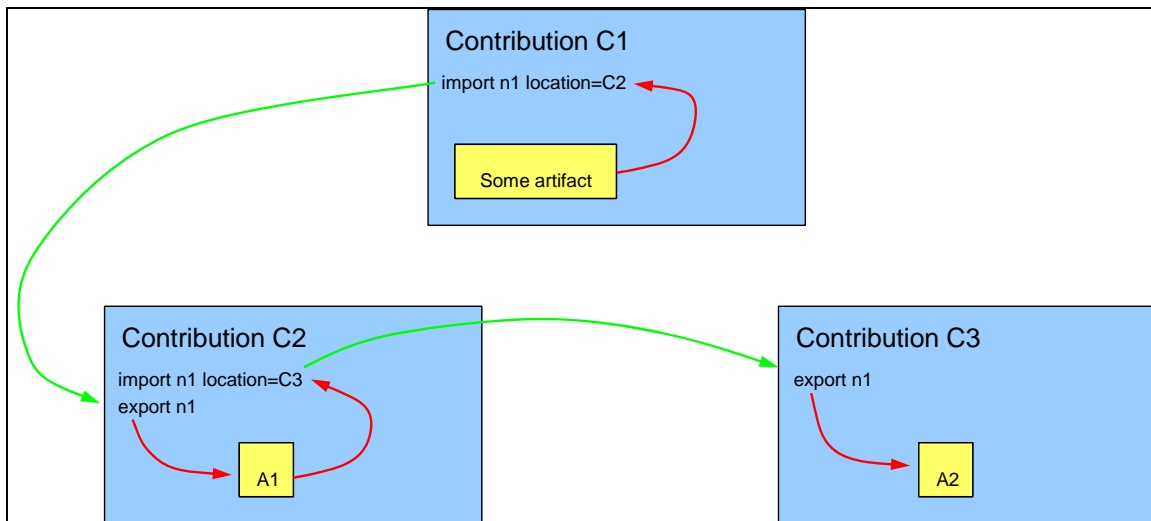 Contribution C1
import n1 location=C2
Some artifact
Contribution C2
import n1 location=C3
export n1
A1
Contribution C3
export n1
A2